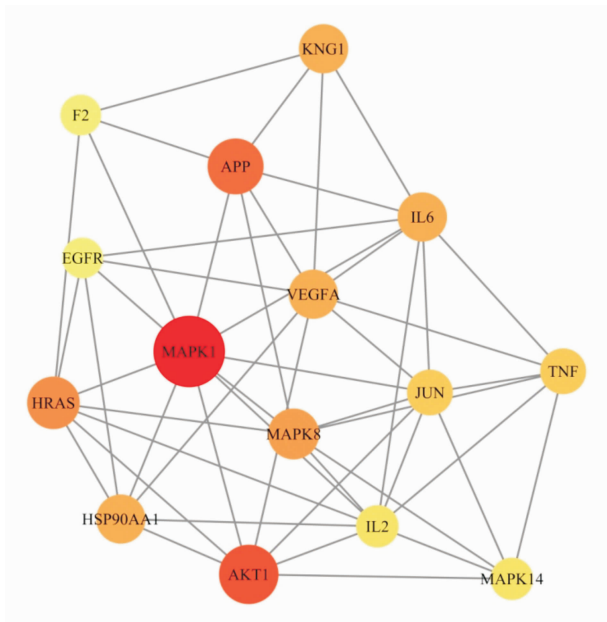 KNG1
F2
APP
IL6
EGFR
VEGFA
MAPK1
TNF
HRAS
JUN
MAPK8
HSP90AA1
IL2
AKT1
MAPK14